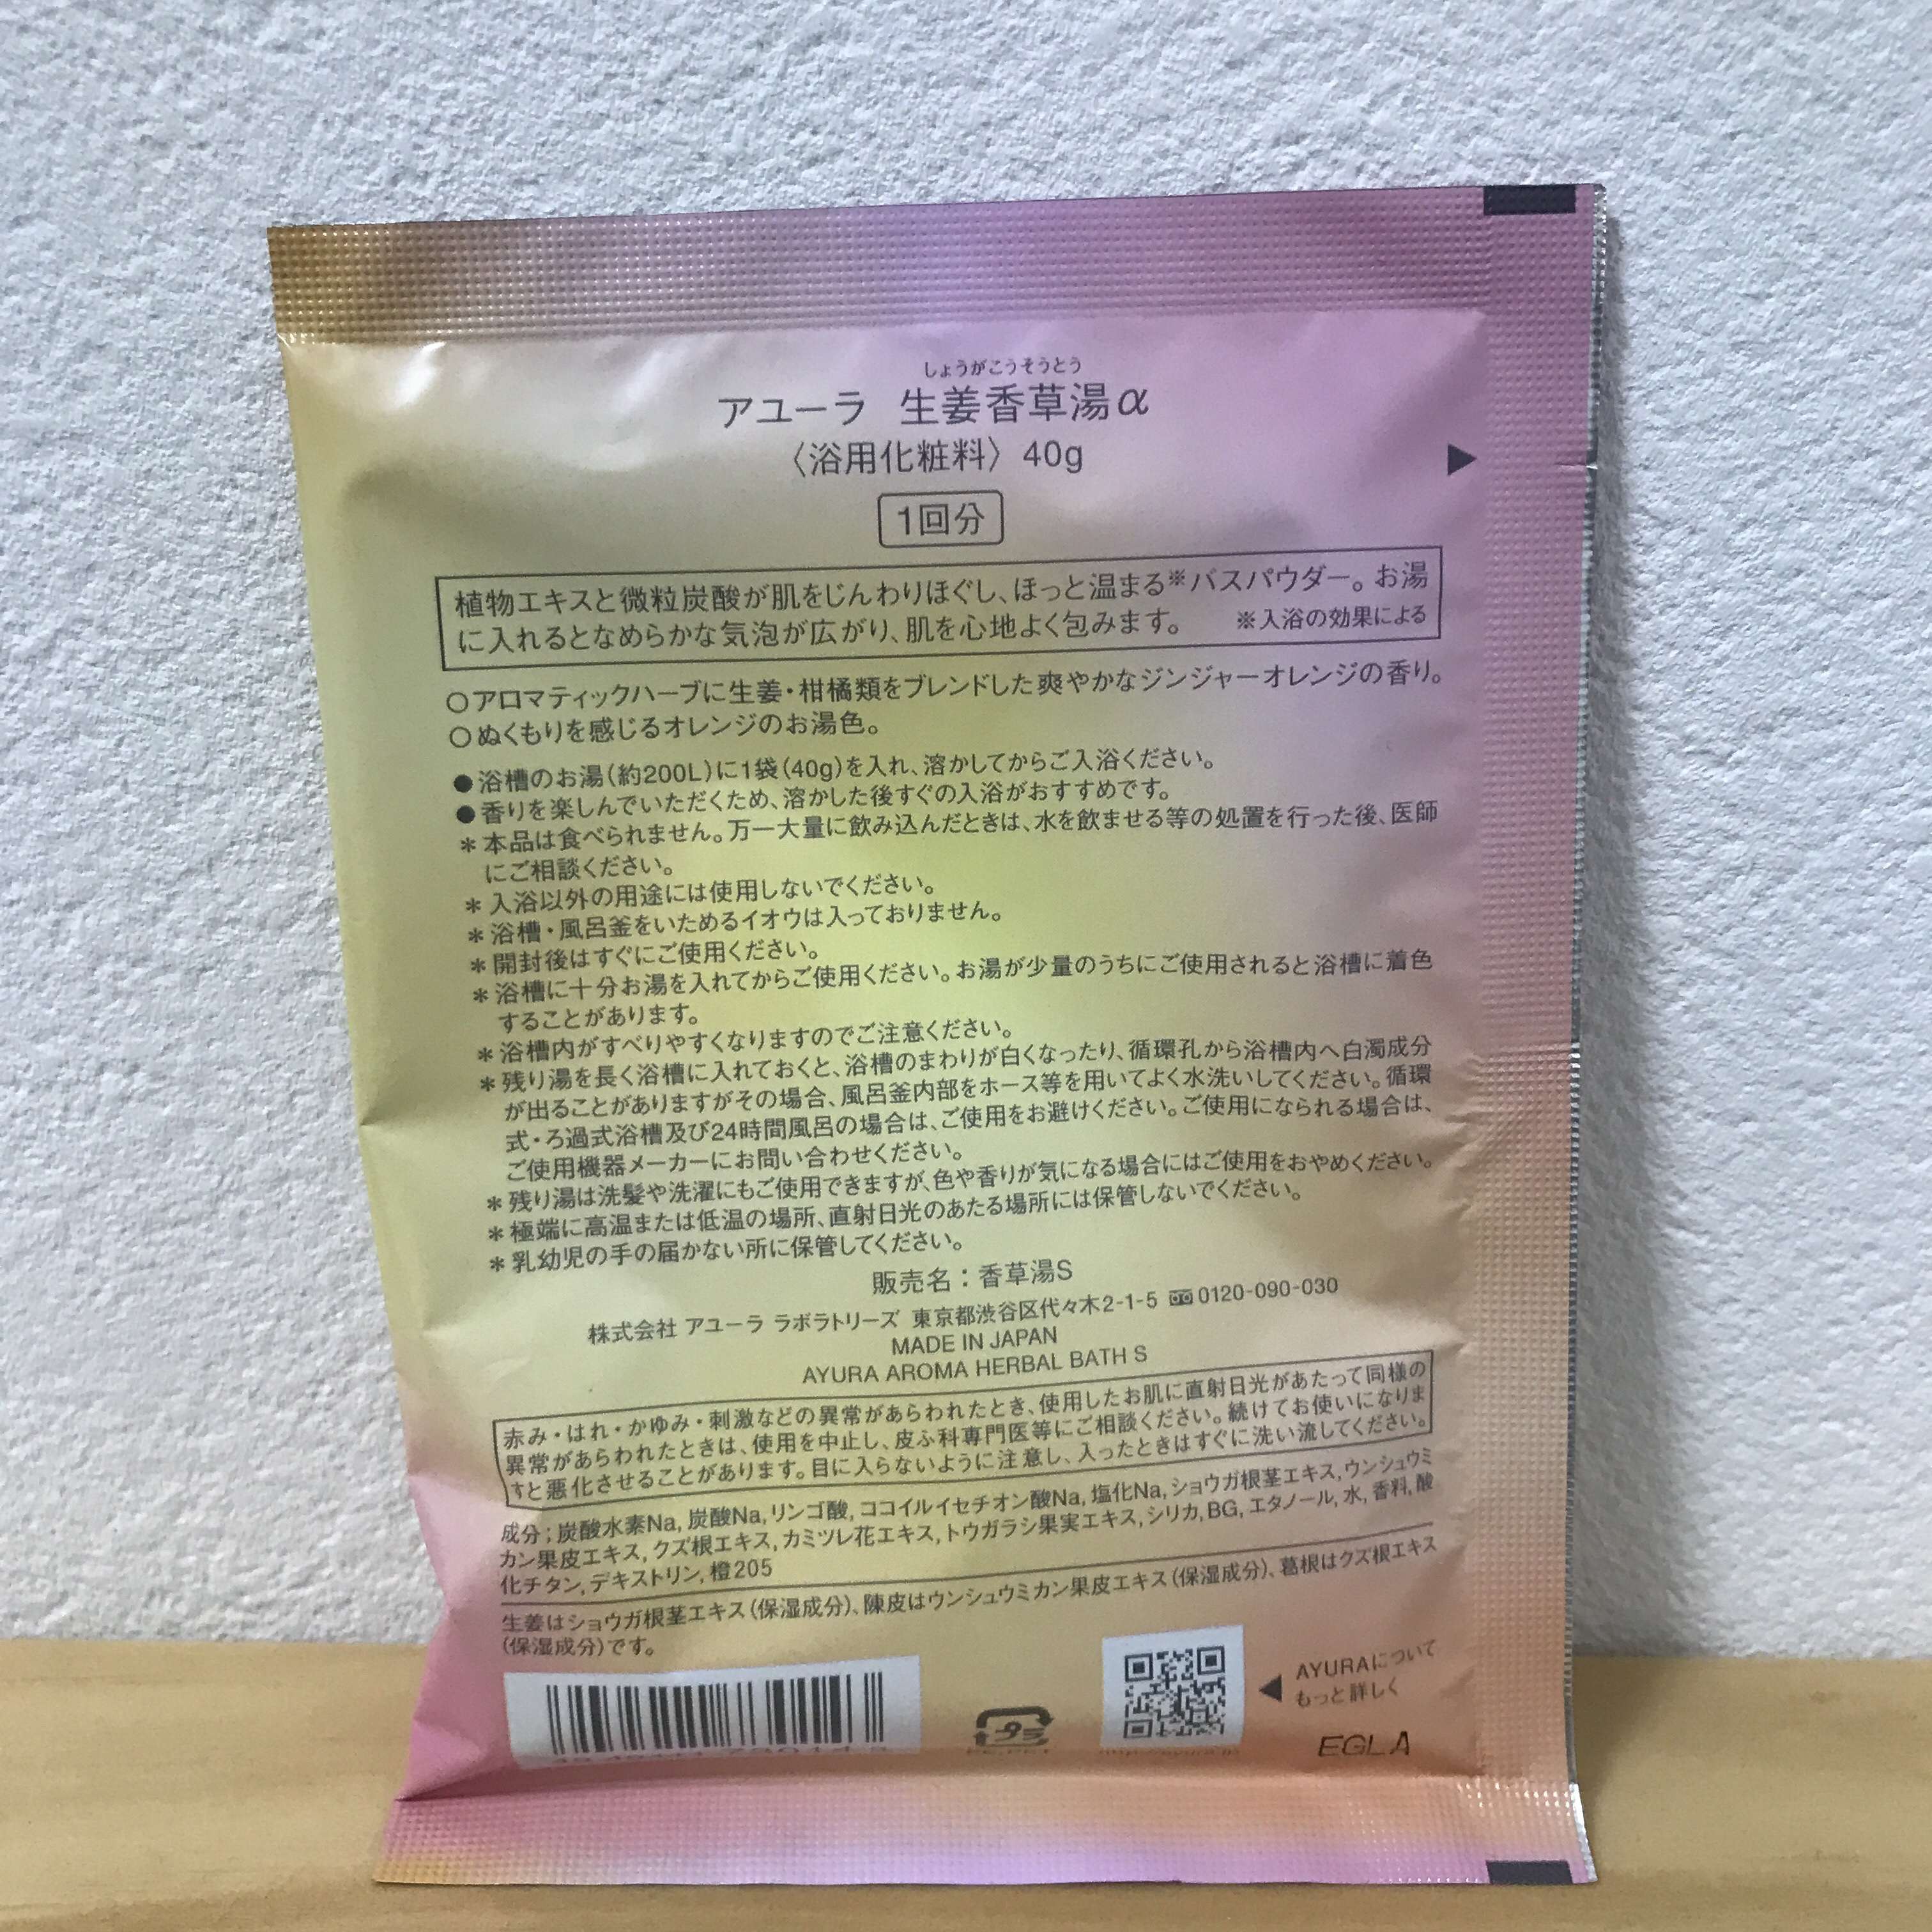 しょうがこうそうとう
アユーラ 生姜香草湯α
〈浴用化粧料〉40g
1回分
植物エキスと微粒炭酸が肌をじんわりほぐし、ほっと温まる※バスパウダー。お湯
に入れるとなめらかな気泡が広がり、肌を心地よく包みます。 ※入浴の効果による
○アロマティックハーブに生姜・柑橘類をブレンドした爽やかなジンジャーオレンジの香り。
○ぬくもりを感じるオレンジのお湯色。
●浴槽のお湯(約200L)に1袋(40g)を入れ、溶かしてからご入浴ください。
●香りを楽しんでいただくため、溶かした後すぐの入浴がおすすめです。
*本品は食べられません。万一大量に飲み込んだときは、水を飲ませる等の処置を行った後、医師
にご相談ください。
*入浴以外の用途には使用しないでください。
*浴槽・風呂釜をいためるイオウは入っておりません。
*開封後はすぐにご使用ください。
*浴槽に十分お湯を入れてからご使用ください。お湯が少量のうちにご使用されると浴槽に着色
することがあります。
*浴槽内がすべりやすくなりますのでご注意ください。
*残り湯を長く浴槽に入れておくと、浴槽のまわりが白くなったり、循環孔から浴槽内へ白濁成分
が出ることがありますがその場合、風呂釜内部をホース等を用いてよく水洗いしてください。循環
式・ろ過式浴槽及び24時間風呂の場合は、ご使用をお避けください。ご使用になられる場合は、
ご使用機器メーカーにお問い合わせください。
*残り湯は洗髪や洗濯にもご使用できますが、色や香りが気になる場合にはご使用をおやめください。
*極端に高温または低温の場所、直射日光のあたる場所には保管しないでください。
*乳幼児の手の届かない所に保管してください。
販売名:香草湯S
株式会社 アユーラ ラボラトリーズ 東京都渋谷区代々木2-1-5 0120-090-030
MADE IN JAPAN
AYURA AROMA HERBAL BATH S
赤み・はれ・かゆみ・刺激などの異常があらわれたとき、使用したお肌に直射日光があたって同様の
異常があらわれたときは、使用を中止し、皮ふ科専門医等にご相談ください。続けてお使いになりま
すと悪化させることがあります。目に入らないように注意し、入ったときはすぐに洗い流してください。
成分;炭酸水素Na,炭酸Na,リンゴ酸,ココイルイセチオン酸Na,塩化Na,ショウガ根茎エキス,ウンシュウミ
カン果皮エキス,クズ根エキス,カミツレ花エキス,トウガラシ果実エキス,シリカ,BG,エタノール,水,香料,酸
化チタン,デキストリン,橙205
生姜はショウガ根茎エキス(保湿成分)、陳皮はウンシュウミカン果皮エキス(保湿成分)、葛根はクズ根エキス
(保湿成分)です。
AYURAについて
もっと詳しく
EGLA